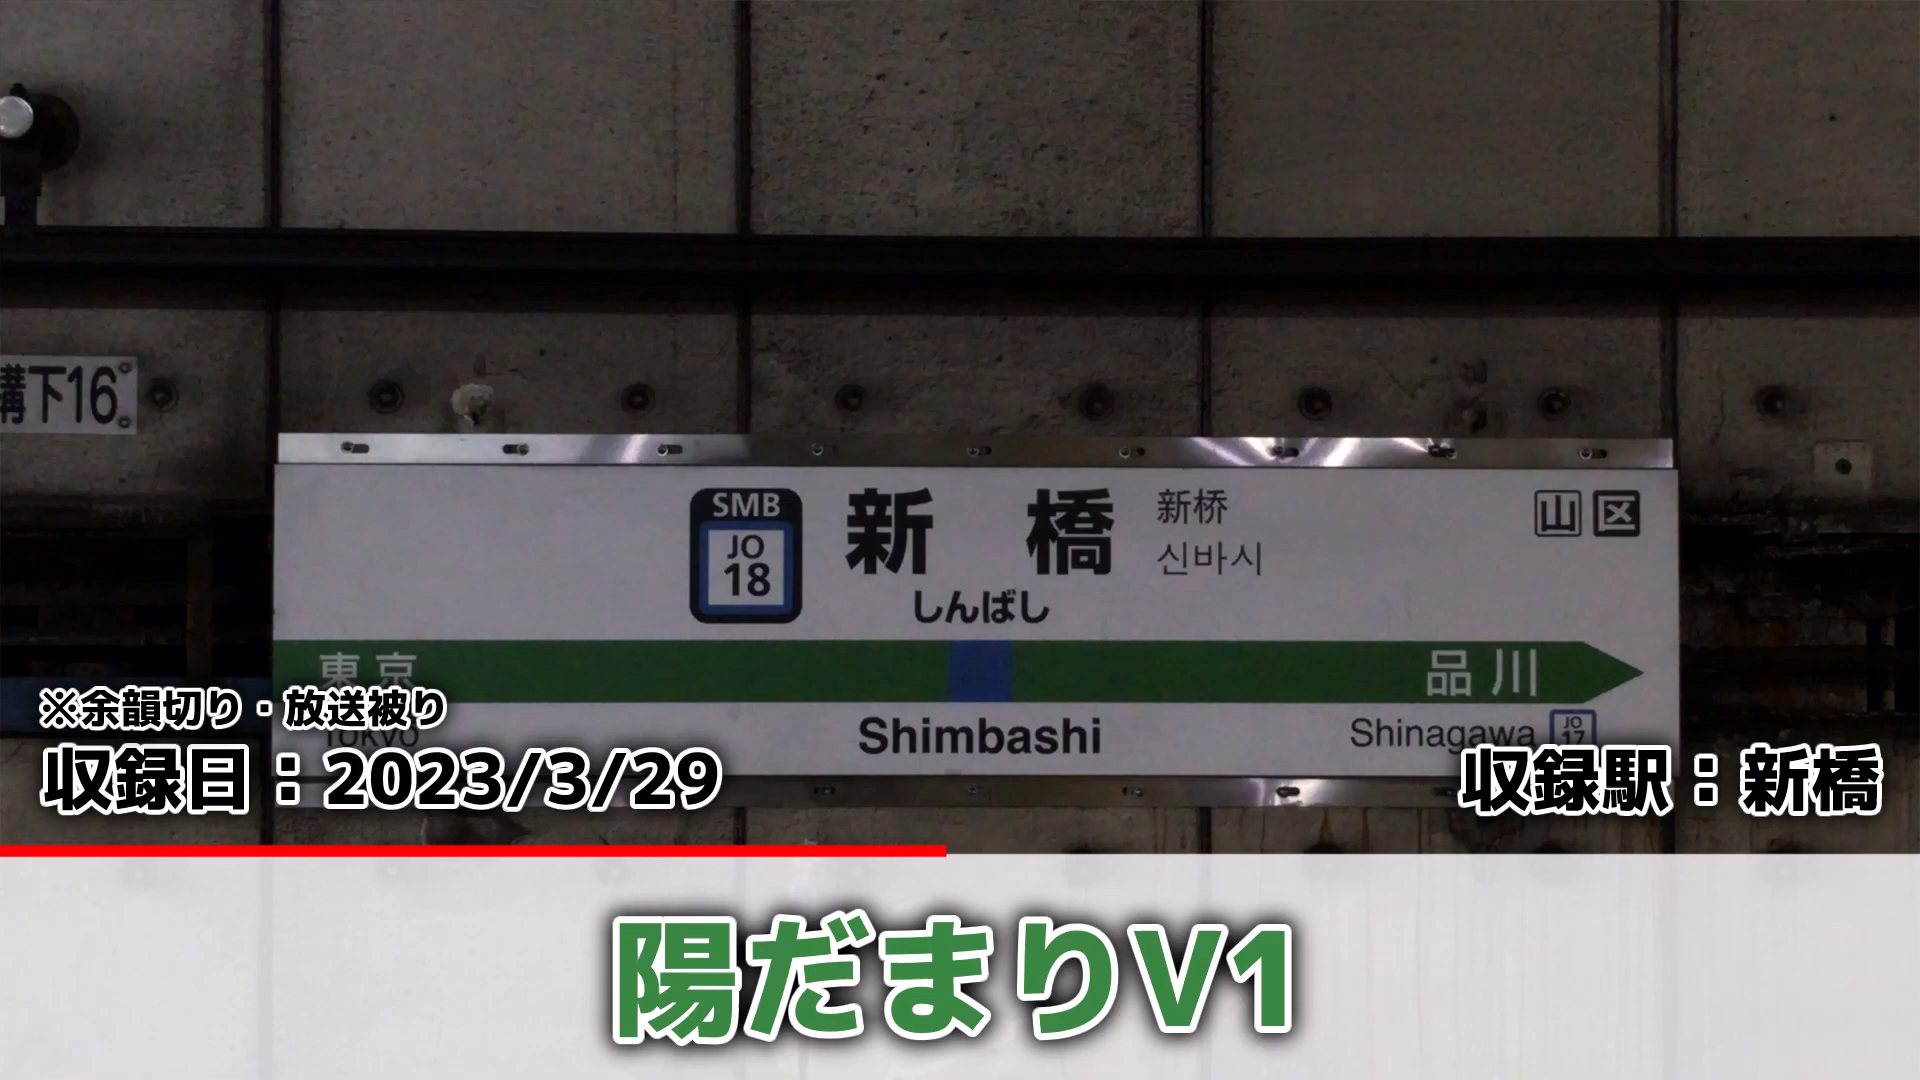 溝下16
SMB
JO
18
新橋
新桥
신바시
しんばし
山区
東京
品川
TOKYO
Shimbashi
Shinagawa
JO
17
※余韻切り・放送被り
収録日：2023/3/29
収録駅：新橋
陽だまりV1